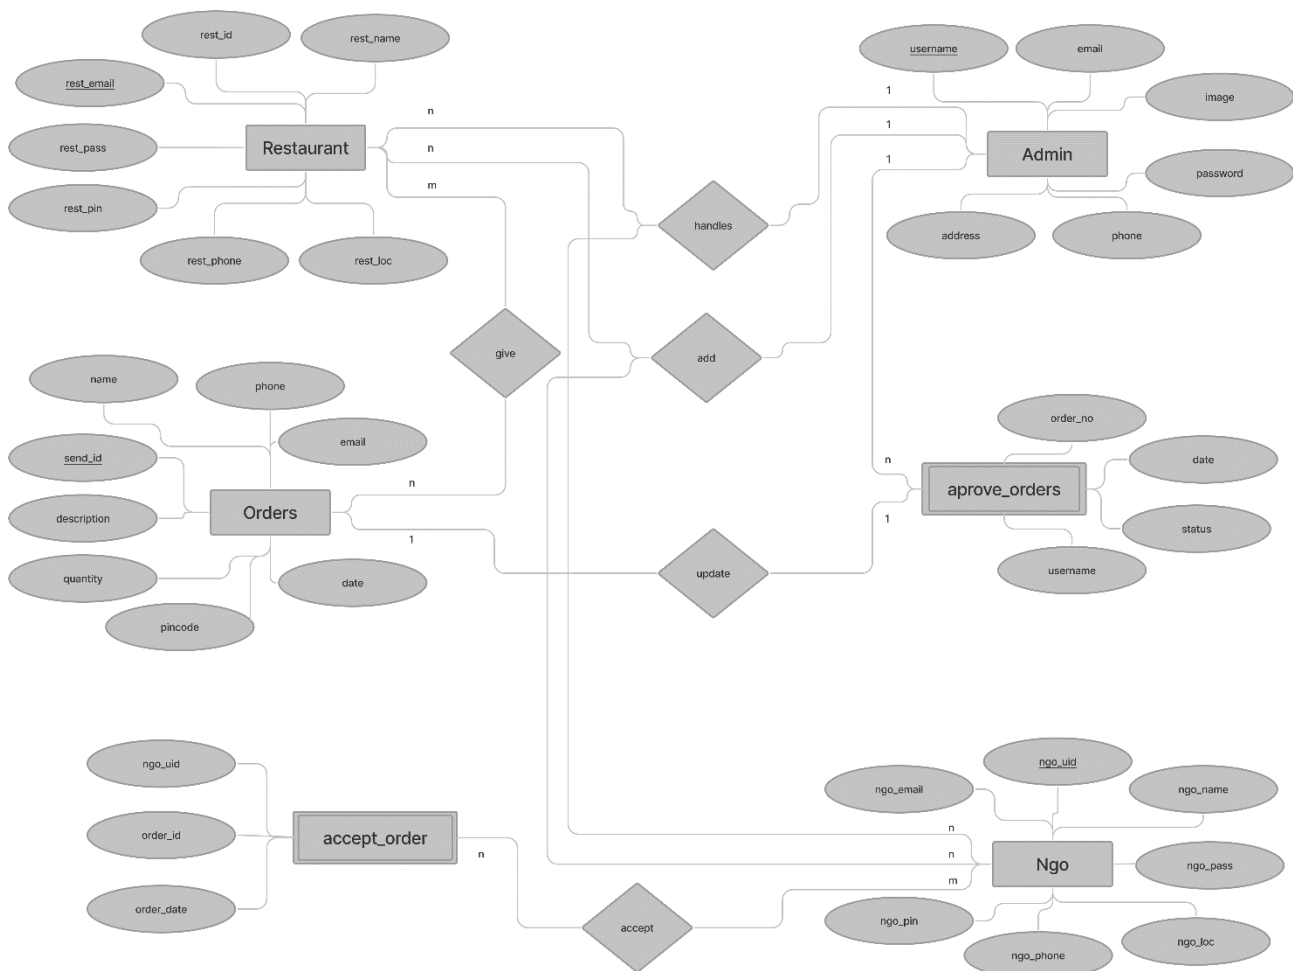 rest_id
rest_name
rest_email
rest_pass
rest_pin
rest_phone
rest_loc
Restaurant
n
n
m
handles
add
give
1
1
1
username
email
image
Admin
password
address
phone
name
phone
email
send_id
description
quantity
pincode
date
Orders
n
1
update
n
1
order_no
aprove_orders
date
status
username
ngo_uid
order_id
order_date
accept_order
n
accept
n
n
m
ngo_email
ngo_uid
ngo_name
Ngo
ngo_pass
ngo_pin
ngo_phone
ngo_loc